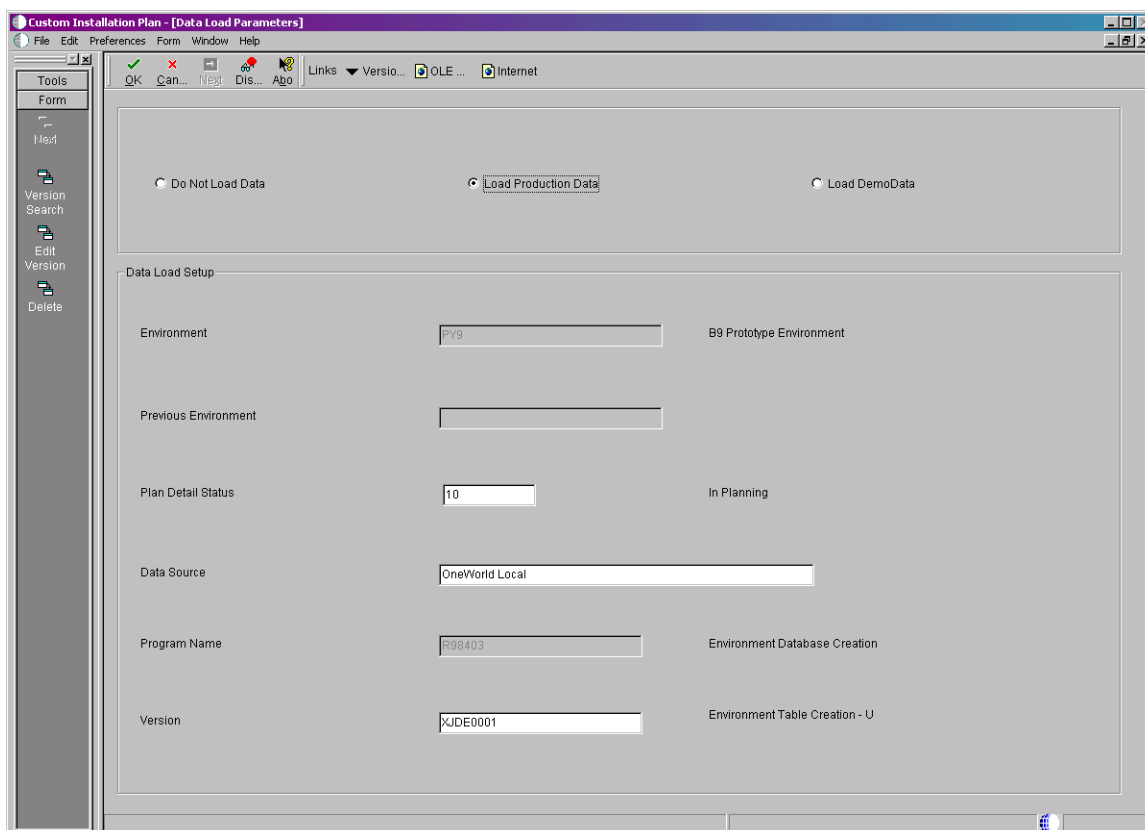 Custom Installation Plan - [Data Load Parameters]
File Edit Preferences Form Window Help
Tools
Form
Next
Version Search
Edit Version
Delete
OK Can... Next Dis... Abo Links Versio... OLE ... Internet
Do Not Load Data Load Production Data Load DemoData
Data Load Setup
Environment PY9 B9 Prototype Environment
Previous Environment
Plan Detail Status 10 In Planning
Data Source OneWorld Local
Program Name R98403 Environment Database Creation
Version XJDE0001 Environment Table Creation - U